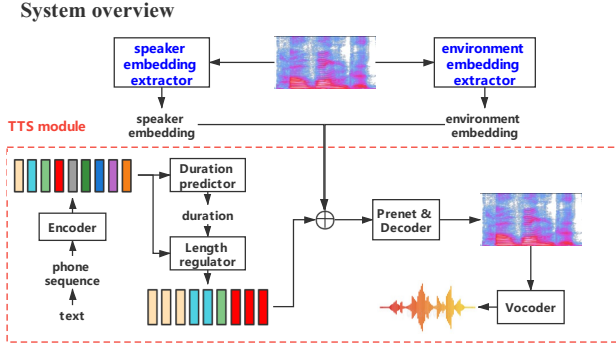 System overview
speaker
embedding
extractor
environment
embedding
extractor
speaker
embedding
environment
embedding
TTS module
Duration
predictor
Encoder
duration
Prenet &
Decoder
phone
sequence
Length
regulator
text
Vocoder